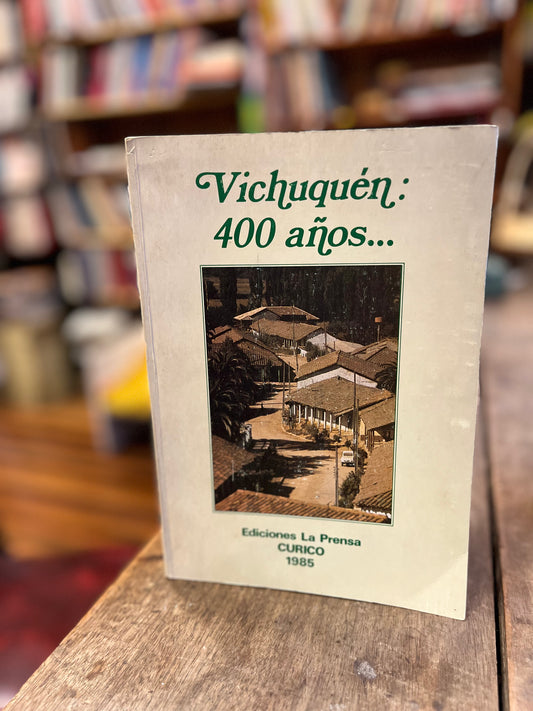 Vichuquén:
400 años...
Ediciones La Prensa
CURICO
1985